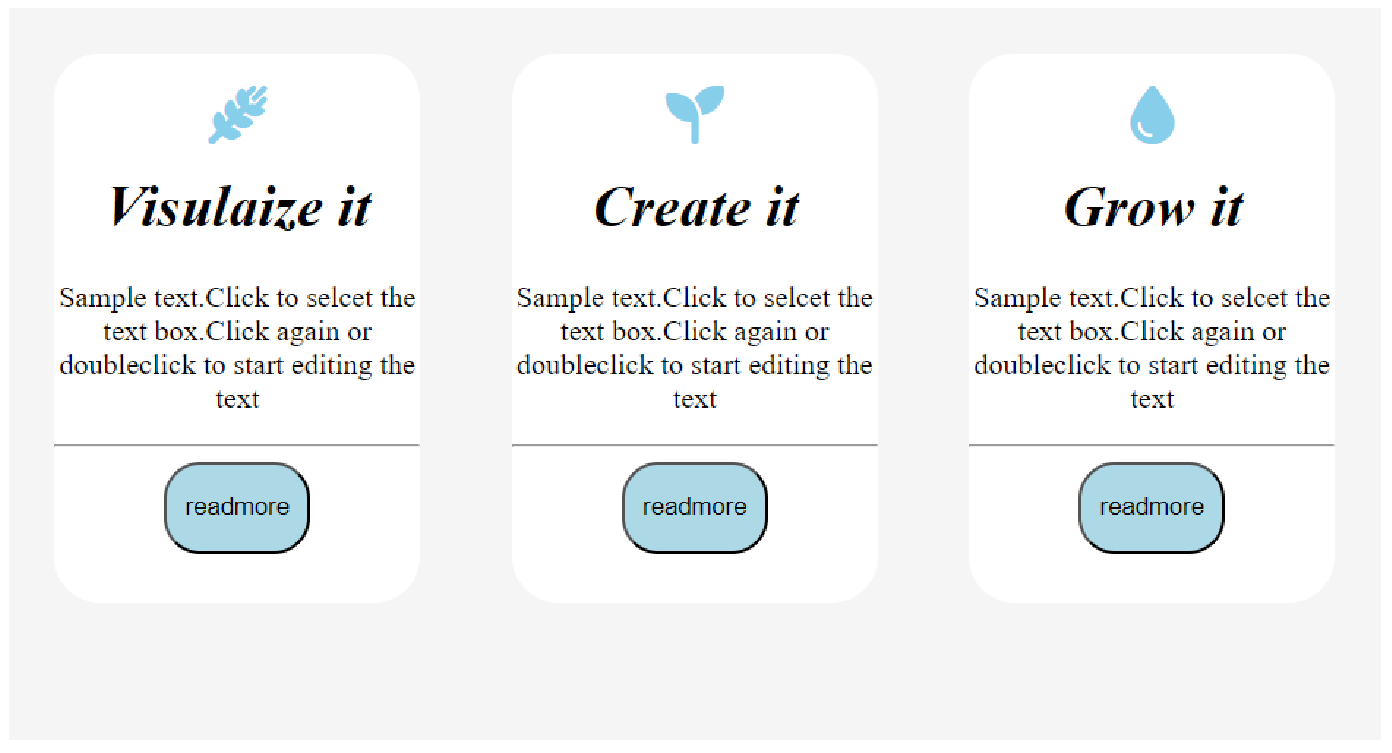 Visulaize it
Sample text.Click to selcet the
text box.Click again or
doubleclick to start editing the
text
readmore
Create it
Sample text.Click to selcet the
text box.Click again or
doubleclick to start editing the
text
readmore
Grow it
Sample text.Click to selcet the
text box.Click again or
doubleclick to start editing the
text
readmore